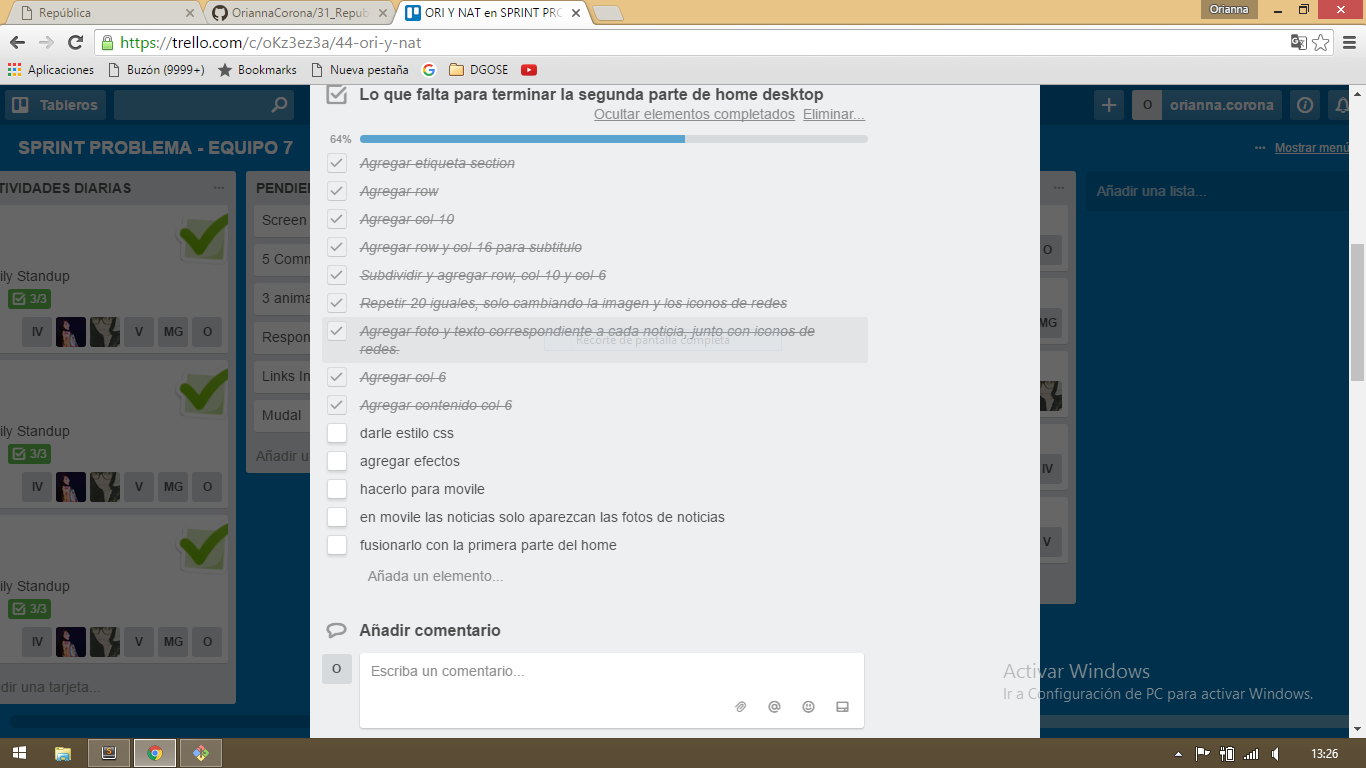 República
OriannaCorona/31_Repub
ORI Y NAT en SPRINT PRO
Orianna
https://trello.com/c/oKz3ez3a/44-ori-y-nat
Aplicaciones
Buzón (9999+)
Bookmarks
Nueva pestaña
DGOSE
Tableros
O
orianna.corona
SPRINT PROBLEMA - EQUIPO 7
Mostrar menú
TIVIDADES DIARIAS
ily Standup
3/3
IV V MG O
ily Standup
3/3
IV V MG O
ily Standup
3/3
IV V MG O
dir una tarjeta...
PENDIEN
Screen
5 Comm
3 anima
Respon
Links In
Mudal
Añadir u
Lo que falta para terminar la segunda parte de home desktop
Ocultar elementos completados Eliminar...
64%
Agregar etiqueta section
Agregar row
Agregar col 10
Agregar row y col-16 para subtitulo
Subdividir y agregar row, col-10 y col-6
Repetir 20 iguales, solo cambiando la imagen y los iconos de redes
Agregar foto y texto correspondiente a cada noticia, junto con iconos de
redes.
Recorte de pantalla completa
Agregar col 6
Agregar contenido col-6
darle estilo css
agregar efectos
hacerlo para movile
en movile las noticias solo aparezcan las fotos de noticias
fusionarlo con la primera parte del home
Añada un elemento...
Añadir comentario
O
Escriba un comentario...
O
MG
IV
V
Añadir una lista...
Activar Windows
Ir a Configuración de PC para activar Windows.
13:26